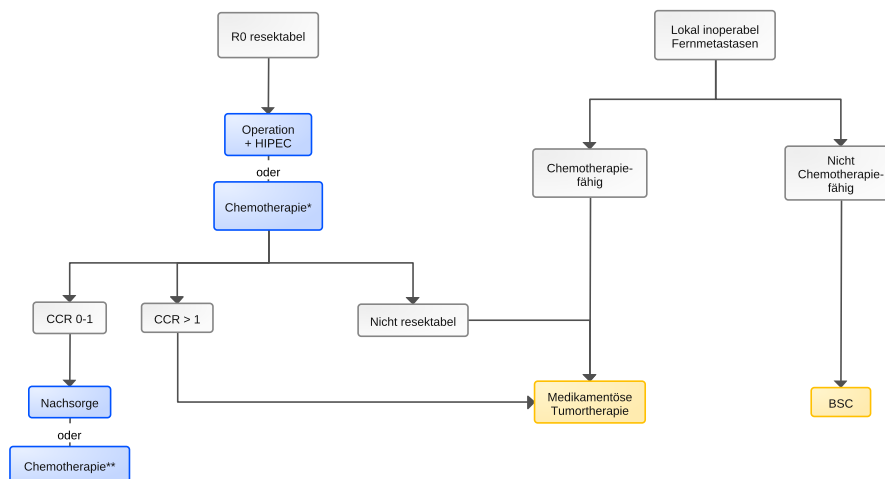 R0 resektabel
Lokal inoperabel
Fernmetastasen
Operation
+ HIPEC
oder
Chemotherapie*
Chemotherapie-
fähig
Nicht
Chemotherapie-
fähig
CCR 0-1
CCR > 1
Nicht resektabel
Nachsorge
oder
Chemotherapie**
Medikamentöse
Tumortherapie
BSC